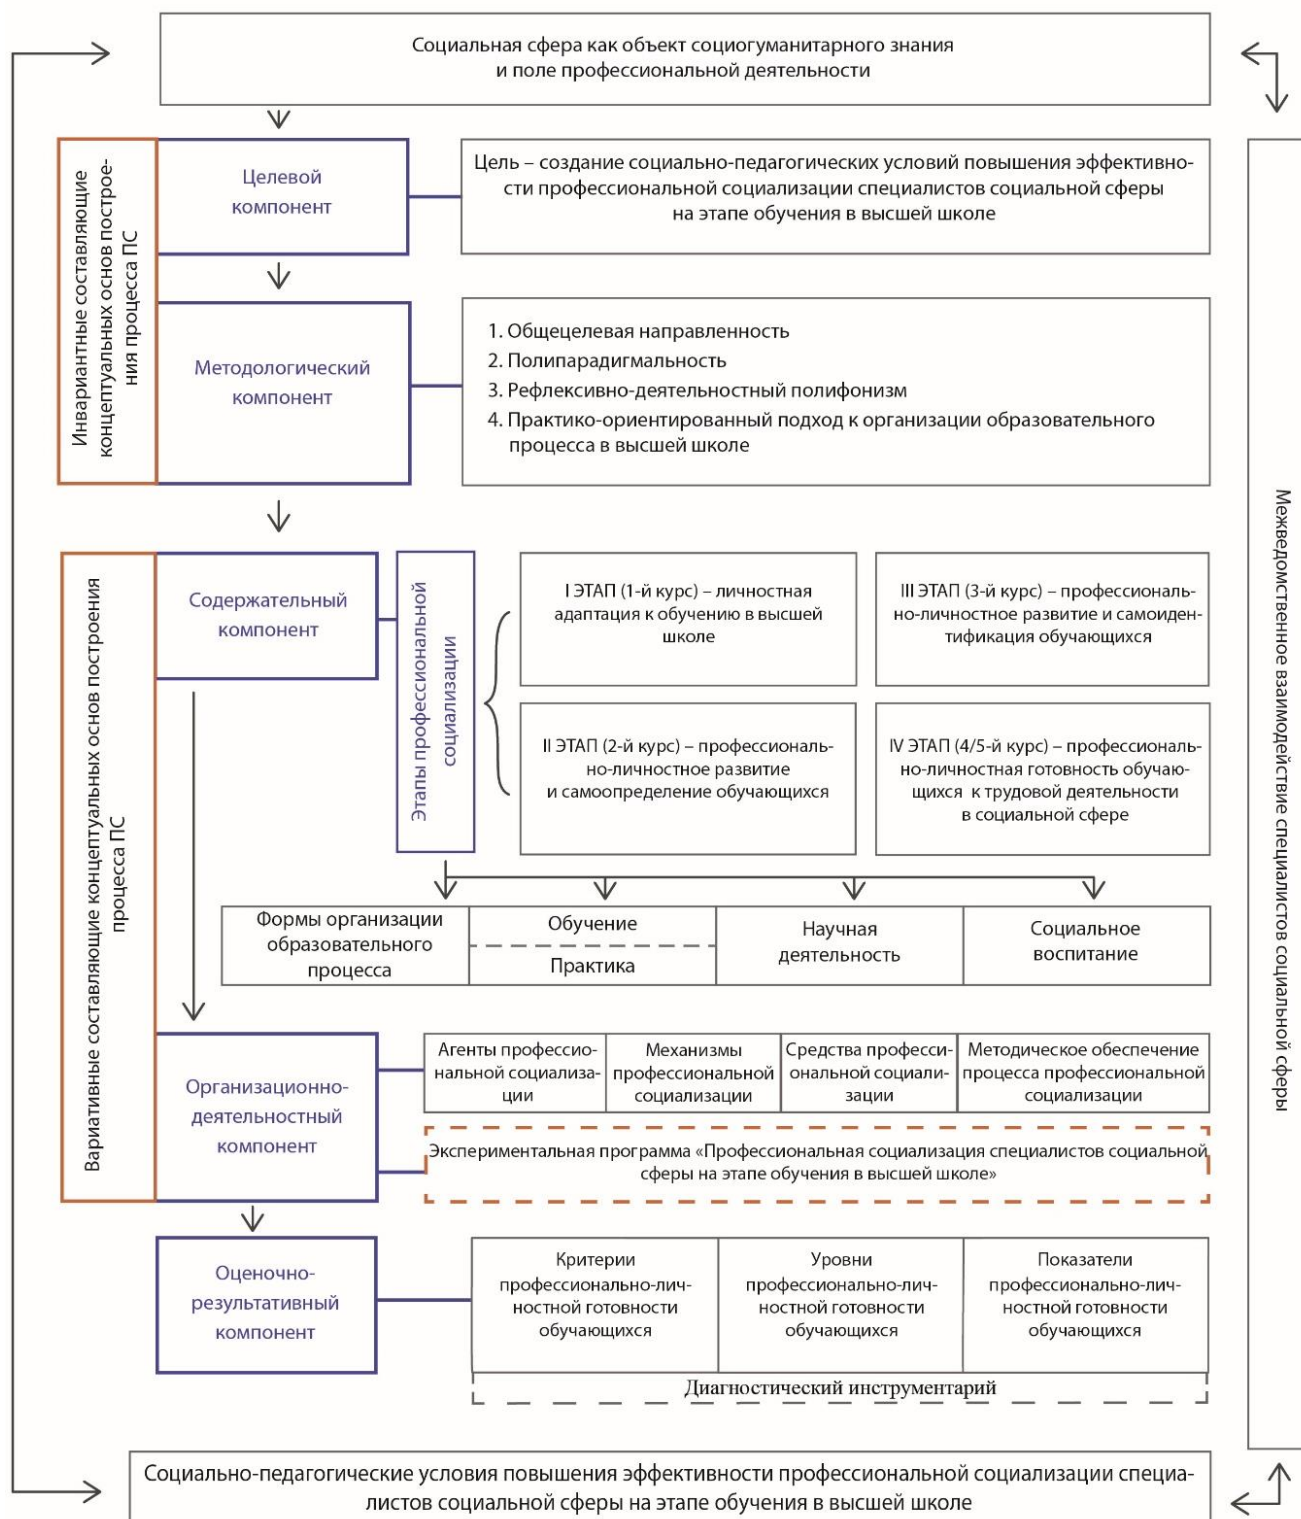 Социальная сфера как объект социогуманитарного знания
и поле профессиональной деятельности
Инвариантные составляющие
концептуальных основ построе-
ния процесса ПС
Целевой
компонент
Цель – создание социально-педагогических условий повышения эффективно-
сти профессиональной социализации специалистов социальной сферы
на этапе обучения в высшей школе
Методологический
компонент
1. Общецелевая направленность
2. Полипарадигмальность
3. Рефлексивно-деятельностный полифонизм
4. Практико-ориентированный подход к организации образовательного
процесса в высшей школе
Вариативные составляющие концептуальных основ построения
процесса ПС
Содержательный
компонент
Этапы профессиональной
социализации
I ЭТАП (1-й курс) – личностная
адаптация к обучению в высшей
школе
III ЭТАП (3-й курс) – профессиональ-
но-личностное развитие и самоиден-
тификация обучающихся
II ЭТАП (2-й курс) – профессиональ-
но-личностное развитие
и самоопределение обучающихся
IV ЭТАП (4/5-й курс) – профессиональ-
но-личностная готовность обучаю-
щихся к трудовой деятельности
в социальной сфере
Формы организации
образовательного
процесса
Обучение
Практика
Научная
деятельность
Социальное
воспитание
Организационно-
деятельностный
компонент
Агенты профессио-
нальной социализа-
ции
Механизмы
профессиональной
социализации
Средства професси-
ональной социали-
зации
Методическое обеспечение
процесса профессиональной
социализации
Экспериментальная программа «Профессиональная социализация специалистов социальной
сферы на этапе обучения в высшей школе»
Оценочно-
результативный
компонент
Критерии
профессионально-лич-
ностной готовности
обучающихся
Уровни
профессионально-лич-
ностной готовности
обучающихся
Показатели
профессионально-лич-
ностной готовности
обучающихся
Диагностический инструментарий
Межведомственное взаимодействие специалистов социальной сферы
Социально-педагогические условия повышения эффективности профессиональной социализации специа-
листов социальной сферы на этапе обучения в высшей школе